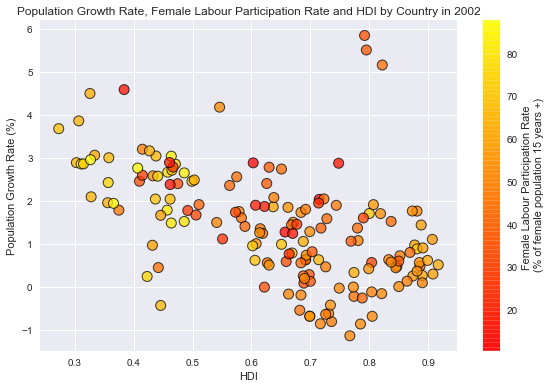 Population Growth Rate, Female Labour Participation Rate and HDI by Country in 2002
6
5
4
3
2
1
0
−1
0.3 0.4 0.5 0.6 0.7 0.8 0.9
HDI
Population Growth Rate (%)
80
70
60
50
40
30
20
Female Labour Participation Rate
(% of female population 15 years +)